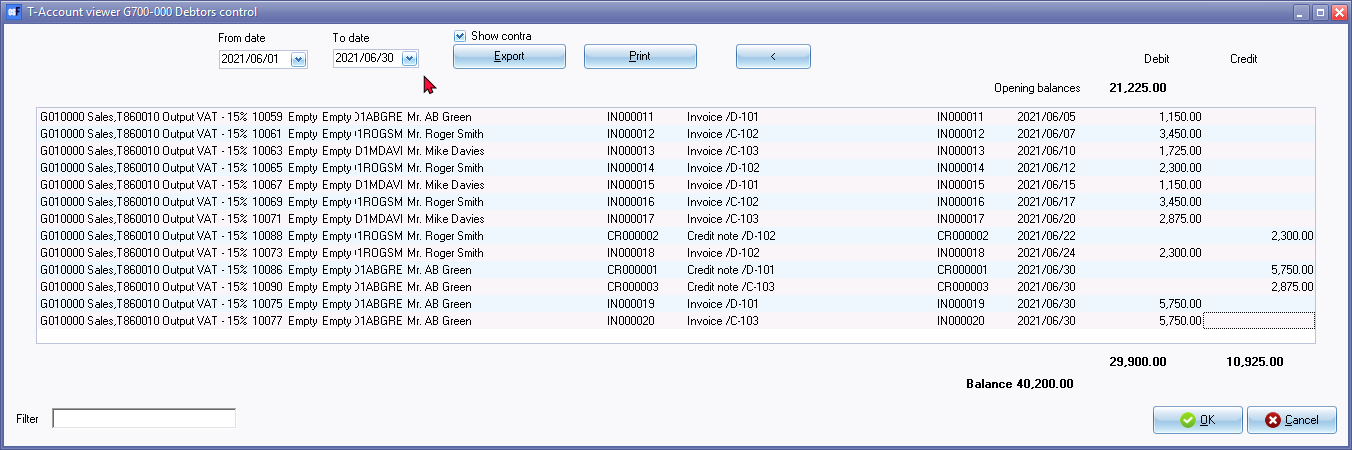 T-Account viewer G700-000 Debtors control
From date To date Show contra
2021/06/01 2021/06/30 Export Print < Debit Credit
Opening balances 21,225.00
G010000 Sales,T860010 Output VAT - 15% 10059 Empty Empty D1ABGRE Mr. AB Green IN000011 Invoice /D-101 IN000011 2021/06/05 1,150.00
G010000 Sales,T860010 Output VAT - 15% 10061 Empty Empty D1ROGSM Mr. Roger Smith IN000012 Invoice /C-102 IN000012 2021/06/07 3,450.00
G010000 Sales,T860010 Output VAT - 15% 10063 Empty Empty D1MDAVI Mr. Mike Davies IN000013 Invoice /C-103 IN000013 2021/06/10 1,725.00
G010000 Sales,T860010 Output VAT - 15% 10065 Empty Empty D1ROGSM Mr. Roger Smith IN000014 Invoice /D-102 IN000014 2021/06/12 2,300.00
G010000 Sales,T860010 Output VAT - 15% 10067 Empty Empty D1MDAVI Mr. Mike Davies IN000015 Invoice /D-101 IN000015 2021/06/15 1,150.00
G010000 Sales,T860010 Output VAT - 15% 10069 Empty Empty D1ROGSM Mr. Roger Smith IN000016 Invoice /C-102 IN000016 2021/06/17 3,450.00
G010000 Sales,T860010 Output VAT - 15% 10071 Empty Empty D1MDAVI Mr. Mike Davies IN000017 Invoice /C-103 IN000017 2021/06/20 2,875.00
G010000 Sales,T860010 Output VAT - 15% 10088 Empty Empty D1ROGSM Mr. Roger Smith CR000002 Credit note /D-102 CR000002 2021/06/22 2,300.00
G010000 Sales,T860010 Output VAT - 15% 10073 Empty Empty D1ROGSM Mr. Roger Smith IN000018 Invoice /D-102 IN000018 2021/06/24 2,300.00
G010000 Sales,T860010 Output VAT - 15% 10086 Empty Empty D1ABGRE Mr. AB Green CR000001 Credit note /D-101 CR000001 2021/06/30 5,750.00
G010000 Sales,T860010 Output VAT - 15% 10090 Empty Empty D1ABGRE Mr. AB Green CR000003 Credit note /C-103 CR000003 2021/06/30 2,875.00
G010000 Sales,T860010 Output VAT - 15% 10075 Empty Empty D1ABGRE Mr. AB Green IN000019 Invoice /D-101 IN000019 2021/06/30 5,750.00
G010000 Sales,T860010 Output VAT - 15% 10077 Empty Empty D1ABGRE Mr. AB Green IN000020 Invoice /C-103 IN000020 2021/06/30 5,750.00
29,900.00 10,925.00
Balance 40,200.00
Filter OK Cancel